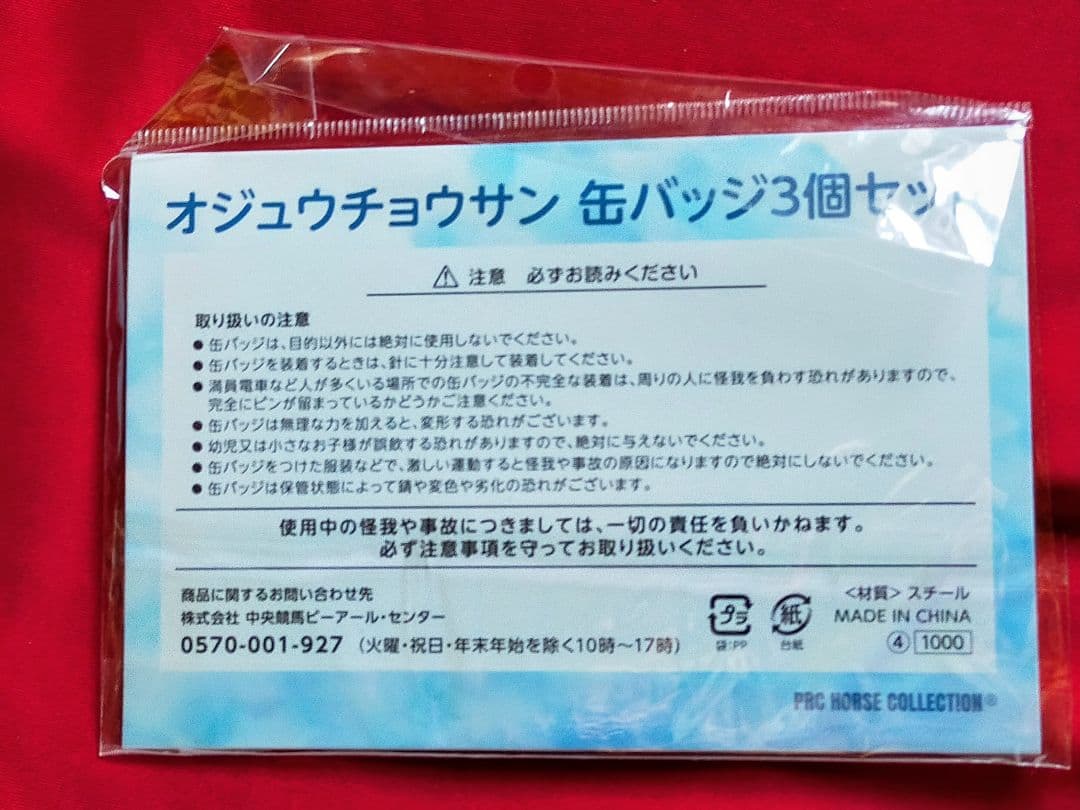 オジュウチョウサン 缶バッジ3個セット
⚠ 注意 必ずお読みください
取り扱いの注意
● 缶バッジは、目的以外には絶対に使用しないでください。
● 缶バッジを装着するときは、針に十分注意して装着してください。
● 満員電車など人が多くいる場所での缶バッジの不完全な装着は、周りの人に怪我を負わす恐れがありますので、
完全にピンが留まっているかどうかご注意ください。
● 缶バッジは無理な力を加えると、変形する恐れがございます。
● 幼児又は小さなお子様が誤飲する恐れがありますので、絶対に与えないでください。
● 缶バッジをつけた服装などで、激しい運動すると怪我や事故の原因になりますので絶対にしないでください。
● 缶バッジは保管状態によって錆や変色や劣化の恐れがございます。
使用中の怪我や事故につきましては、一切の責任を負いかねます。
必ず注意事項を守ってお取り扱いください。
商品に関するお問い合わせ先
株式会社 中央競馬ピーアール・センター
0570-001-927 (火曜・祝日・年末年始を除く10時〜17時)
プラ
袋:PP
紙
台紙
<材質> スチール
MADE IN CHINA
④ 1000
PRC HORSE COLLECTION®